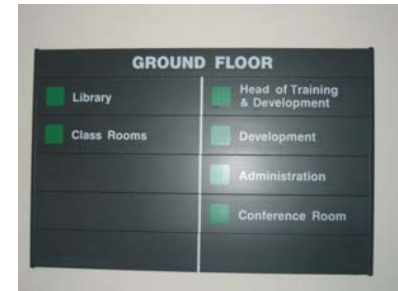 GROUND FLOOR
Library
Class Rooms
Head of Training
& Development
Development
Administration
Conference Room